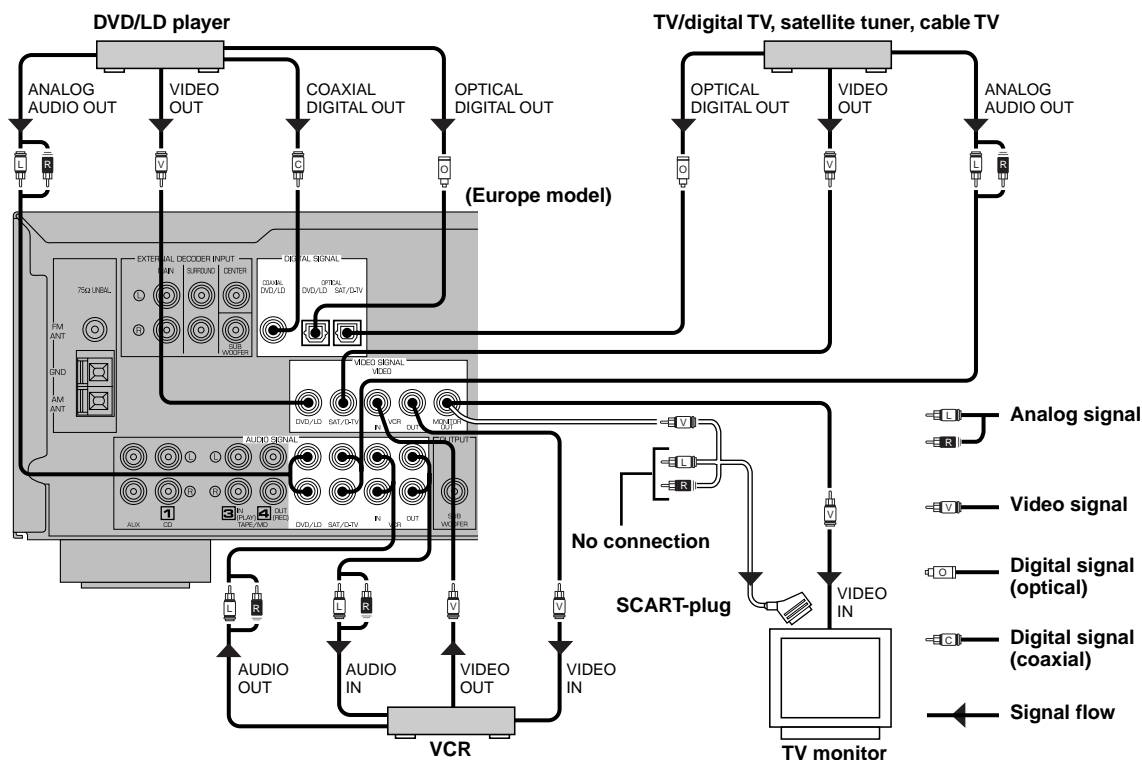 DVD/LD player
TV/digital TV, satellite tuner, cable TV
ANALOG
AUDIO OUT
VIDEO
OUT
COAXIAL
DIGITAL OUT
OPTICAL
DIGITAL OUT
OPTICAL
DIGITAL OUT
VIDEO
OUT
ANALOG
AUDIO OUT
L
R
V
C
O
O
V
L
R
(Europe model)
EXTERNAL DECODER INPUT
MAIN
SURROUND
CENTER
L
R
SUB
WOOFER
75Ω UNBAL.
FM
ANT
GND
AM
ANT
DIGITAL SIGNAL
COAXIAL
DVD/LD
OPTICAL
DVD/LD
SAT/D-TV
VIDEO SIGNAL
VIDEO
DVD/LD
SAT/D-TV
IN
VCR
OUT
MONITOR
OUT
AUDIO SIGNAL
OUTPUT
L
L
R
R
AUX
1
CD
3
IN
(PLAY)
4
OUT
(REC)
TAPE/MD
DVD/LD
SAT/D-TV
IN
VCR
OUT
SUB
WOOFER
V
L
R
No connection
SCART-plug
V
VIDEO
IN
TV monitor
L
R
L
R
V
V
AUDIO
OUT
AUDIO
IN
VIDEO
OUT
VIDEO
IN
VCR
L
R
Analog signal
V
Video signal
O
Digital signal
(optical)
C
Digital signal
(coaxial)
Signal flow